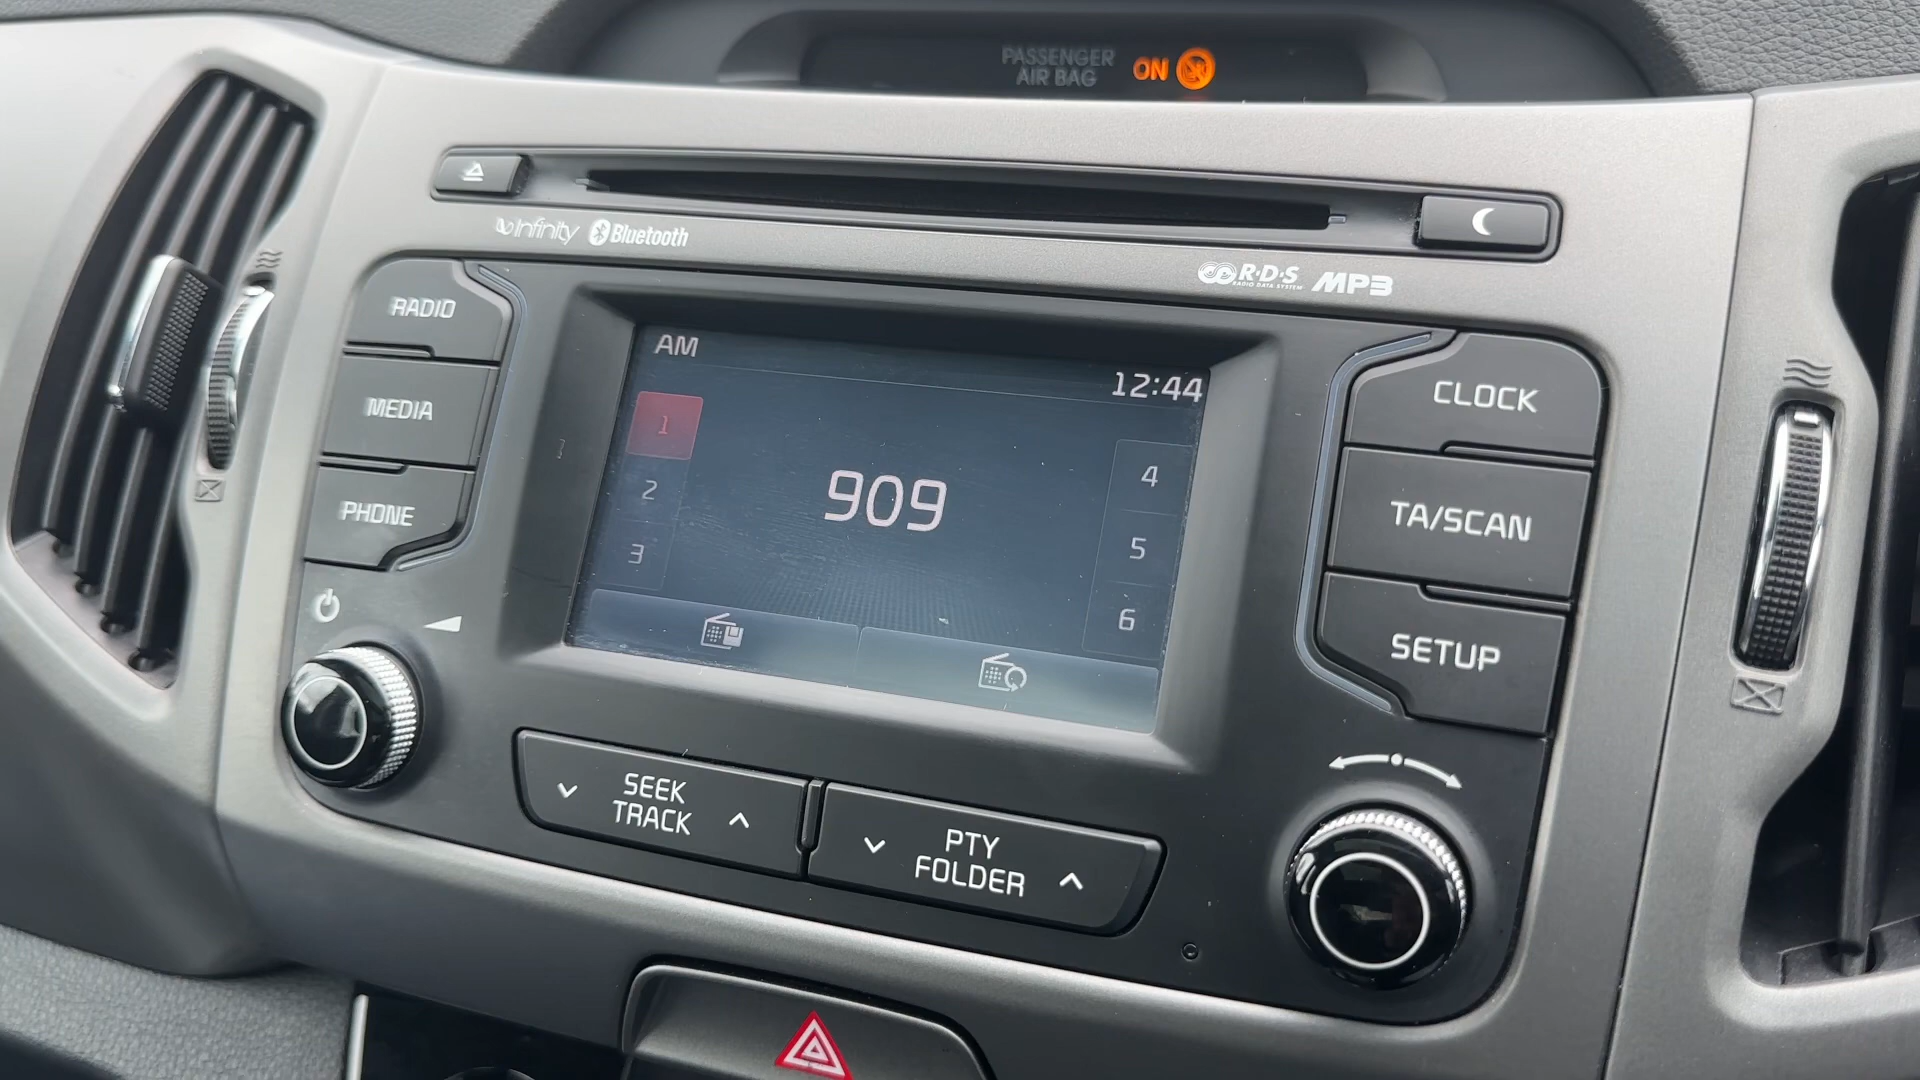 PASSENGER
AIR BAG
ON
infinity Bluetooth
R·D·S
RADIO DATA SYSTEM
MP3
RADIO
MEDIA
PHONE
AM
12:44
1
2
3
909
4
5
6
CLOCK
TA/SCAN
SETUP
SEEK
TRACK
PTY
FOLDER